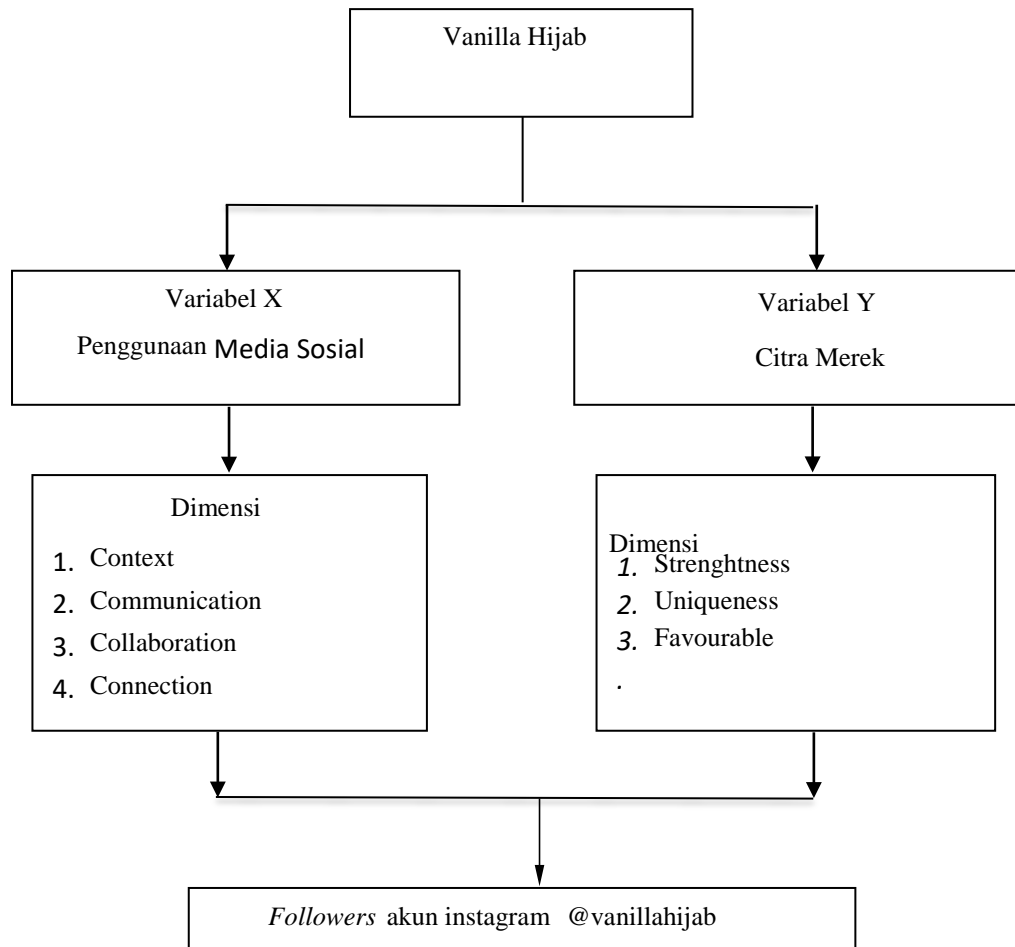 Vanilla Hijab
Variabel X
Penggunaan Media Sosial
Variabel Y
Citra Merek
Dimensi
1. Context
2. Communication
3. Collaboration
4. Connection
Dimensi
1. Strenghtness
2. Uniqueness
3. Favourable
.
Followers akun instagram @vanillahijab